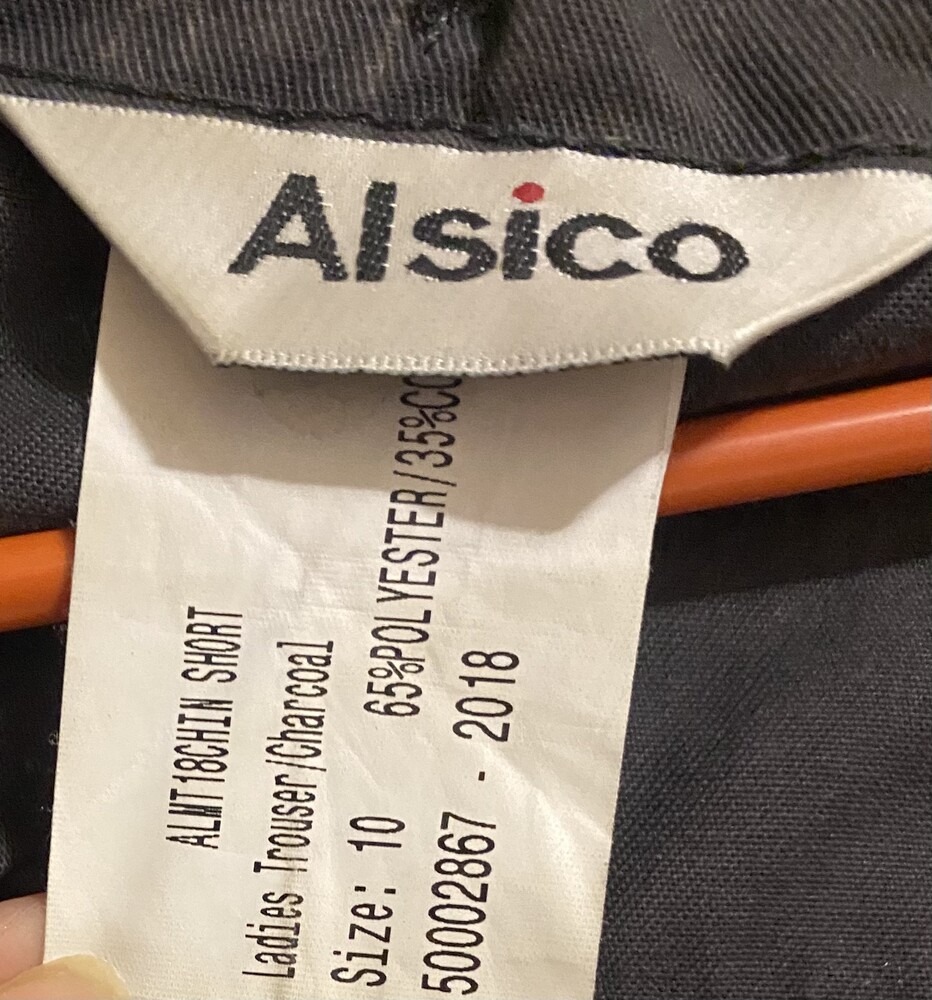 Alsico
ALMT18CHIN SHORT
Ladies Trouser/Charcoal
Size: 10 65%POLYESTER/35%CO
50002867 - 2018